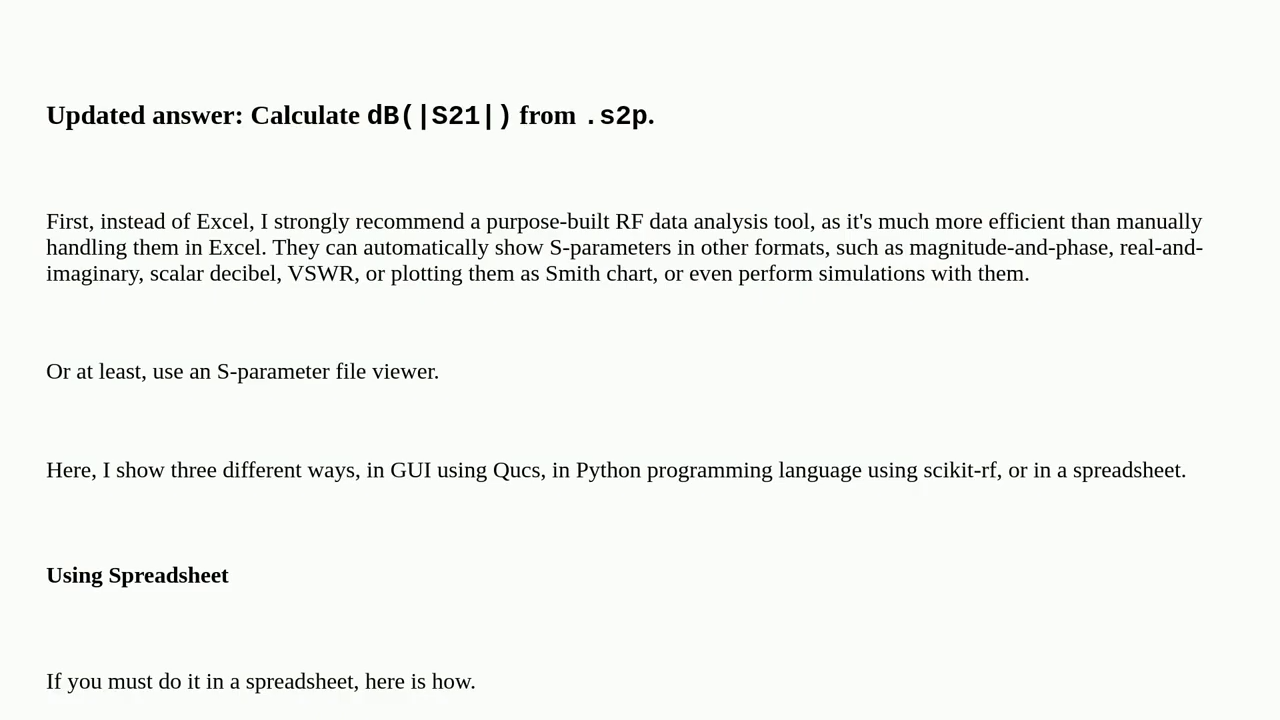 Updated answer: Calculate dB(|S21|) from .s2p.
First, instead of Excel, I strongly recommend a purpose-built RF data analysis tool, as it's much more efficient than manually
handling them in Excel. They can automatically show S-parameters in other formats, such as magnitude-and-phase, real-and-
imaginary, scalar decibel, VSWR, or plotting them as Smith chart, or even perform simulations with them.
Or at least, use an S-parameter file viewer.
Here, I show three different ways, in GUI using Qucs, in Python programming language using scikit-rf, or in a spreadsheet.
Using Spreadsheet
If you must do it in a spreadsheet, here is how.